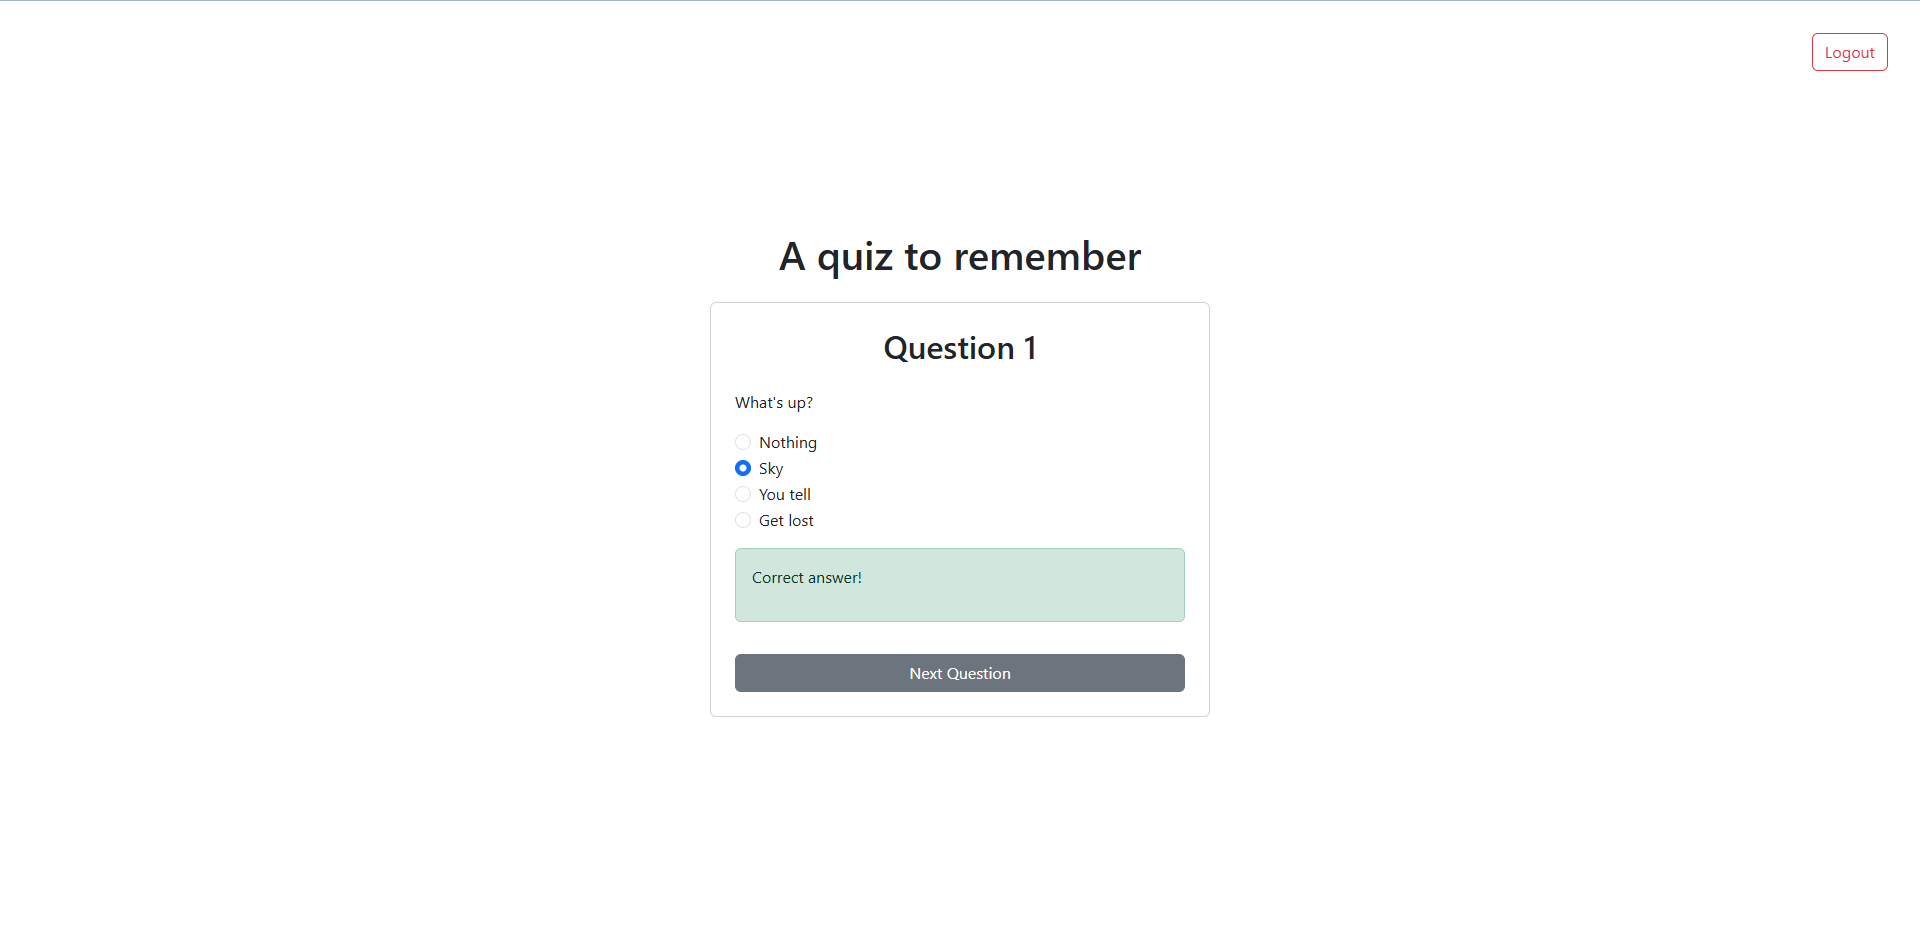 Logout
A quiz to remember
Question 1
What's up?
Nothing
Sky
You tell
Get lost
Correct answer!
Next Question